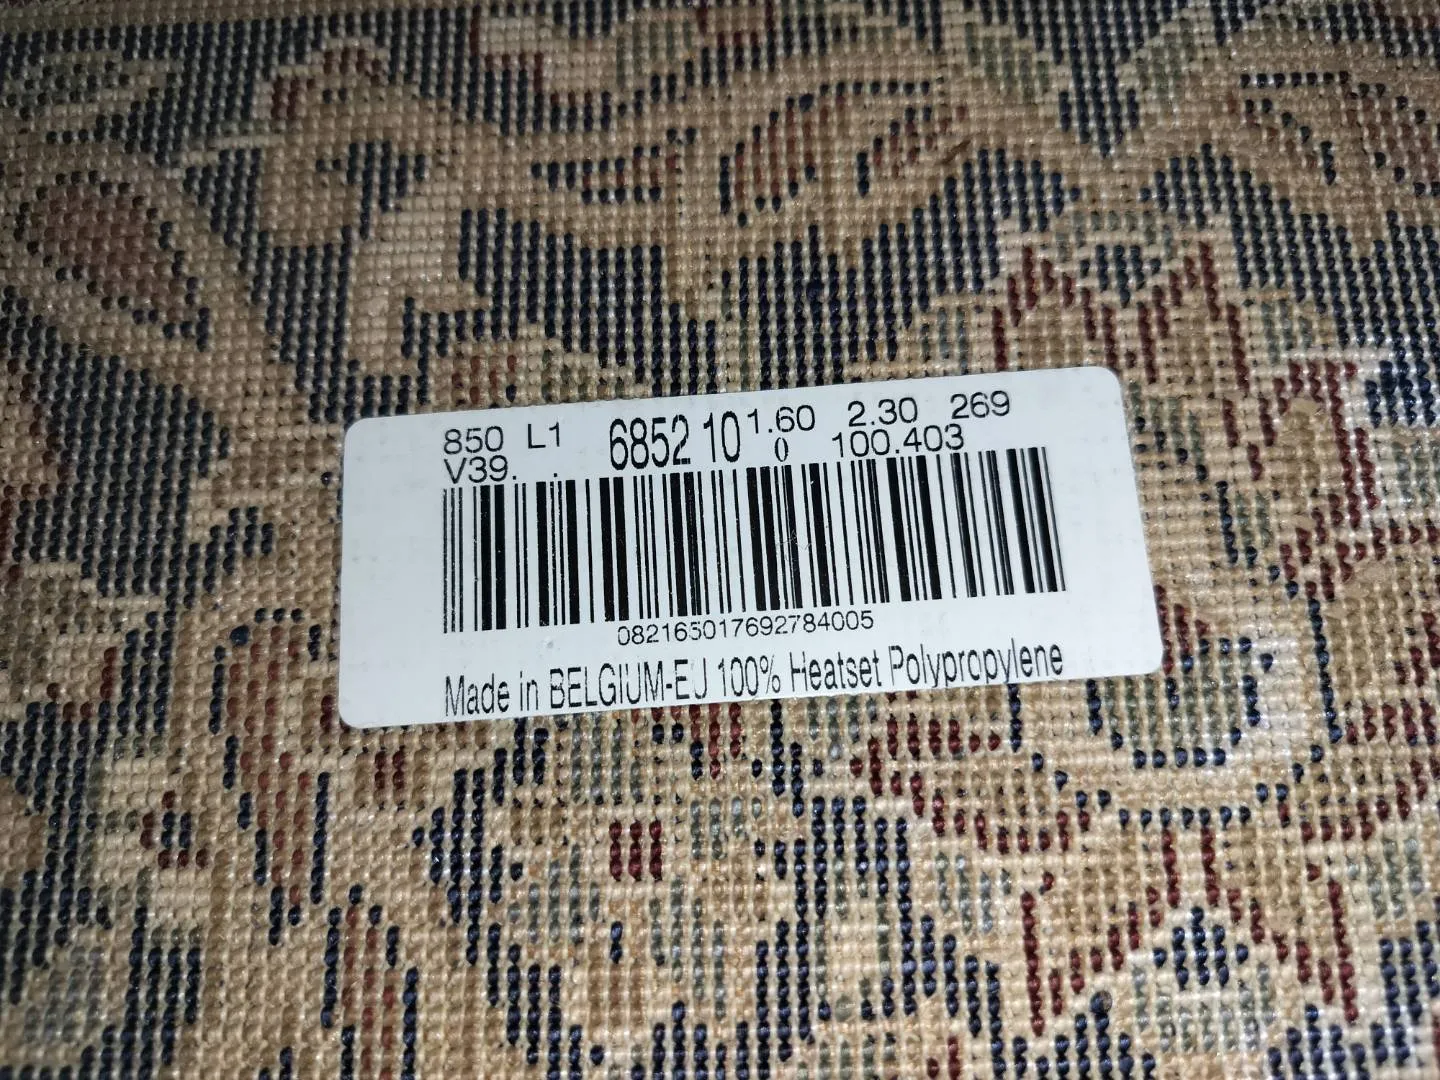 850 L1 6852 10 1.60 2.30 269
V39. . 0 100.403
082165017692784005
Made in BELGIUM-EU 100% Heatset Polypropylene